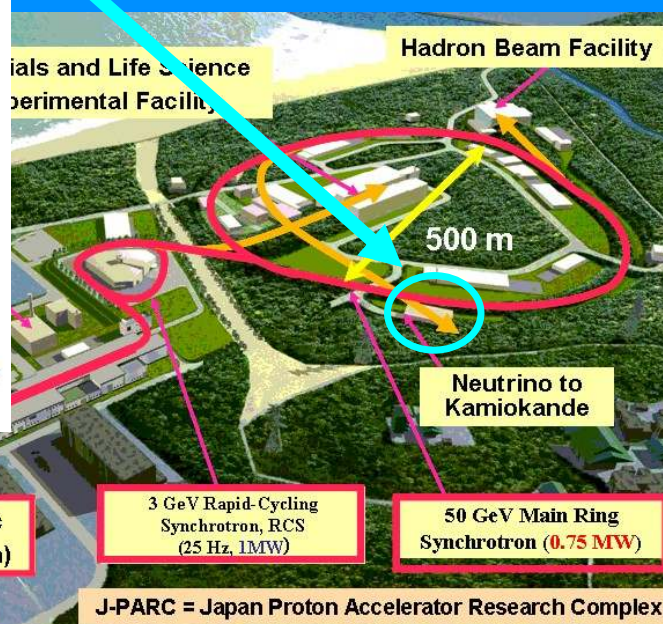 Hadron Beam Facility
ials and Life Science
perimental Facility
500 m
Neutrino to
Kamiokande
3 GeV Rapid-Cycling
Synchrotron, RCS
(25 Hz, 1MW)
50 GeV Main Ring
Synchrotron (0.75 MW)
J-PARC = Japan Proton Accelerator Research Complex